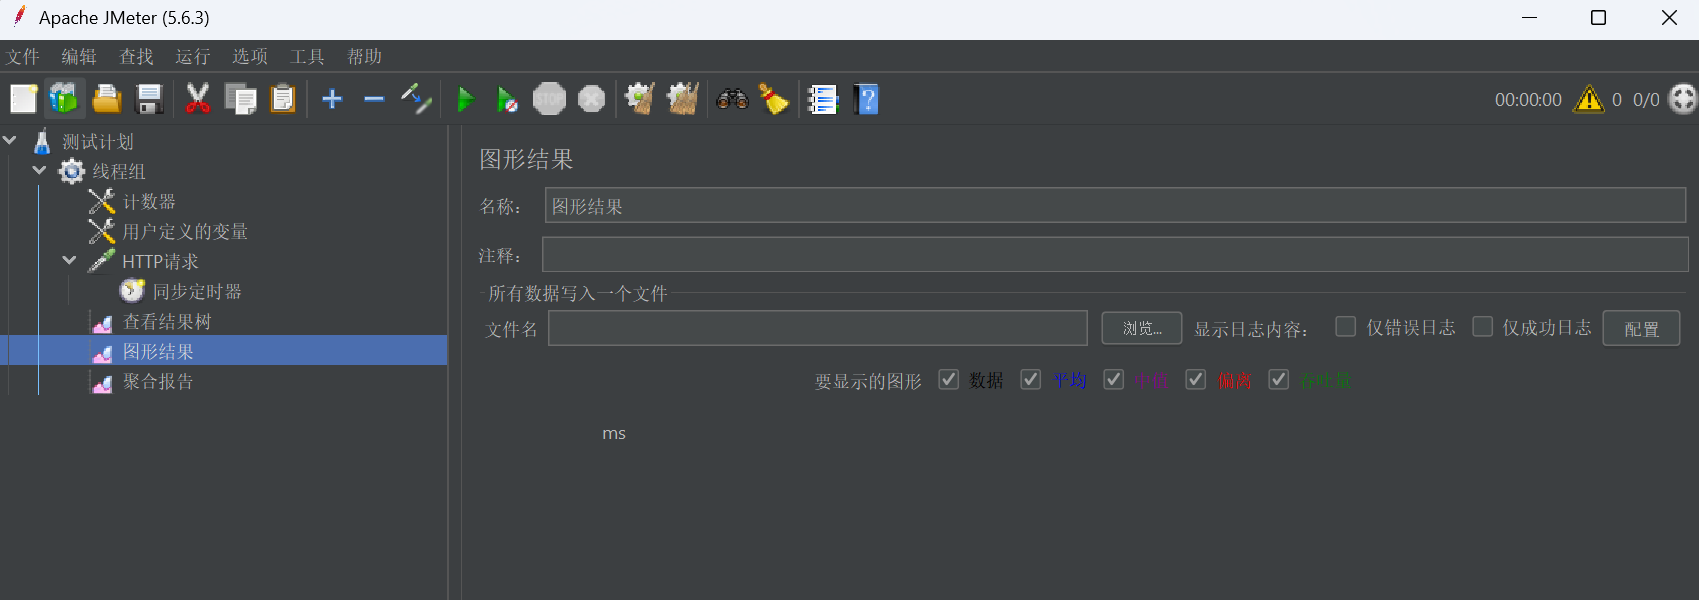 Apache JMeter (5.6.3)
文件 编辑 查找 运行 选项 工具 帮助
STOP
00:00:00 0 0/0
测试计划
线程组
计数器
用户定义的变量
HTTP请求
同步定时器
查看结果树
图形结果
聚合报告
图形结果
名称： 图形结果
注释：
所有数据写入一个文件
文件名 浏览... 显示日志内容： 仅错误日志 仅成功日志 配置
要显示的图形 数据 平均 中值 偏离 吞吐量
ms